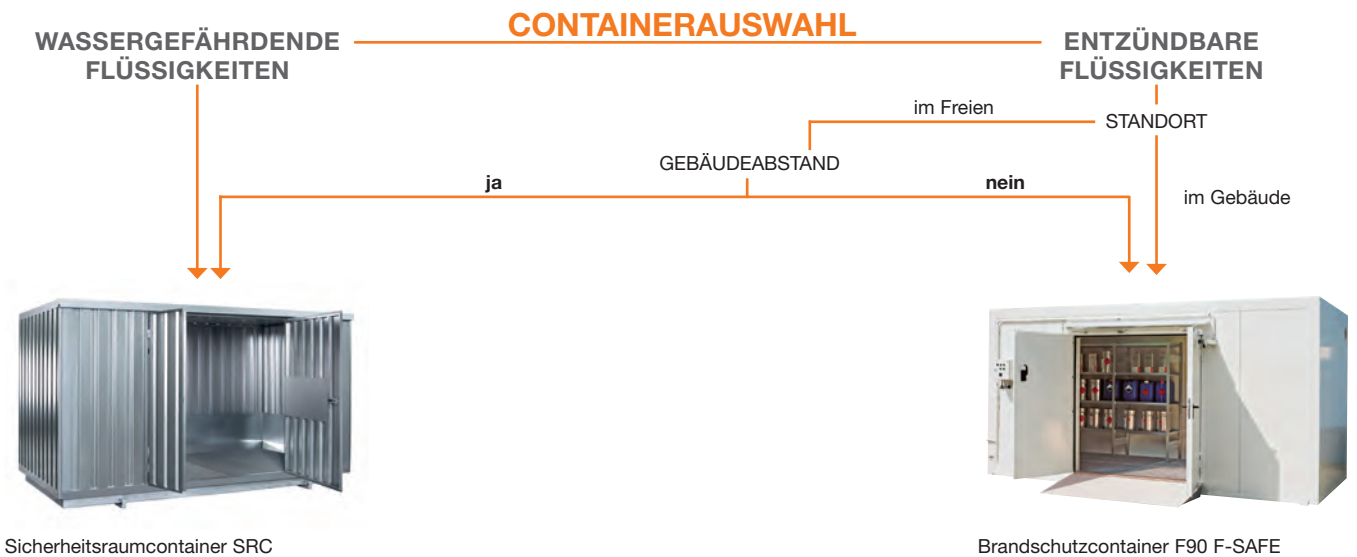 CONTAINERAUSWAHL
WASSERGEFÄHRDENDE
FLÜSSIGKEITEN
ENTZÜNDBARE
FLÜSSIGKEITEN
im Freien
STANDORT
GEBÄUDEABSTAND
ja
nein
im Gebäude
Sicherheitsraumcontainer SRC
Brandschutzcontainer F90 F-SAFE